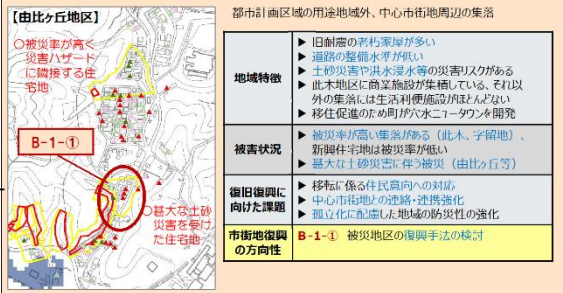 【由比ヶ丘地区】
○被災率が高く
災害ハザード
に隣接する住
宅地
B-1-①
○甚大な土砂
災害を受け
た住宅地
都市計画区域の用途地域外、中心市街地周辺の集落
地域特徴
▶ 旧耐震の老朽家屋が多い
▶ 道路の整備水準が低い
▶ 土砂災害や洪水浸水等の災害リスクがある
▶ 此木地区に商業施設が集積している、それ以
外の集落には生活利便施設がほとんどない
▶ 移住促進のため町が穴水ニュータウンを開発
被害状況
▶ 被災率が高い集落がある（此木、字留地）、
新興住宅地は被災率が低い
▶ 甚大な土砂災害に伴う被災（由比ヶ丘等）
復旧復興に
向けた課題
▶ 移転に係る住民意向への対応
▶ 中心市街地との連絡・連携強化
▶ 孤立化に配慮した地域の防災性の強化
市街地復興
の方向性
B-1-① 被災地区の復興手法の検討